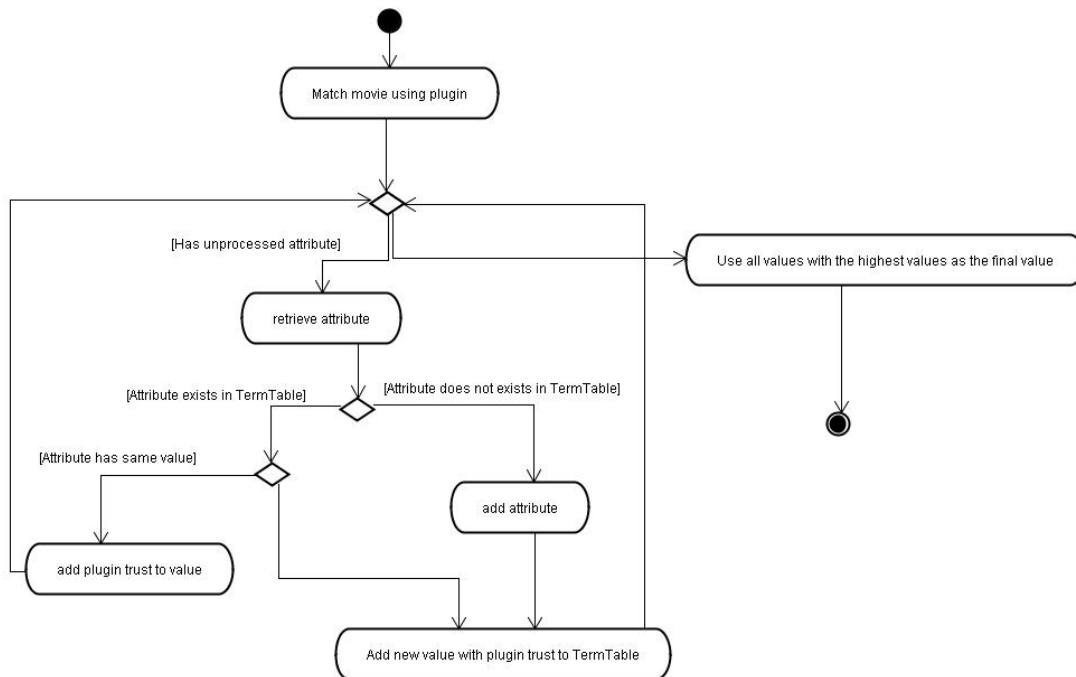 Match movie using plugin
[Has unprocessed attribute]
Use all values with the highest values as the final value
retrieve attribute
[Attribute exists in TermTable]
[Attribute does not exists in TermTable]
[Attribute has same value]
add attribute
add plugin trust to value
Add new value with plugin trust to TermTable